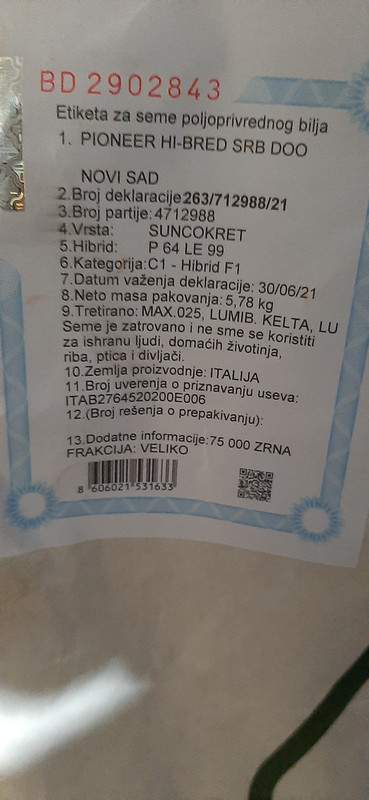 BD 2902843
Etiketa za seme poljoprivrednog bilja
1. PIONEER HI-BRED SRB DOO
NOVI SAD
2.Broj deklaracije263/712988/21
3.Broj partije:4712988
4.Vrsta: SUNCOKRET
5.Hibrid: P 64 LE 99
6.Kategorija:C1 - Hibrid F1
7.Datum važenja deklaracije: 30/06/21
8.Neto masa pakovanja: 5,78 kg
9.Tretirano: MAX.025, LUMIB. KELTA, LU
Seme je zatrovano i ne sme se koristiti
za ishranu ljudi, domaćih životinja,
riba, ptica i divljači.
10.Zemlja proizvodnje: ITALIJA
11.Broj uverenja o priznavanju useva:
ITAB2764520200E006
12.(Broj rešenja o prepakivanju):
13.Dodatne informacije:75 000 ZRNA
FRAKCIJA: VELIKO
8 606021 531633